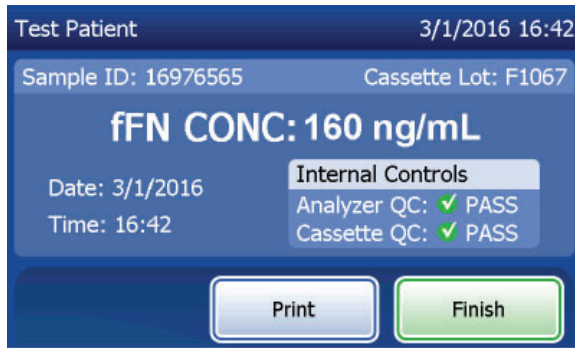 Test Patient 3/1/2016 16:42
Sample ID: 16976565 Cassette Lot: F1067
fFN CONC: 160 ng/mL
Date: 3/1/2016
Time: 16:42
Internal Controls
Analyzer QC: ✓ PASS
Cassette QC: ✓ PASS
Print Finish